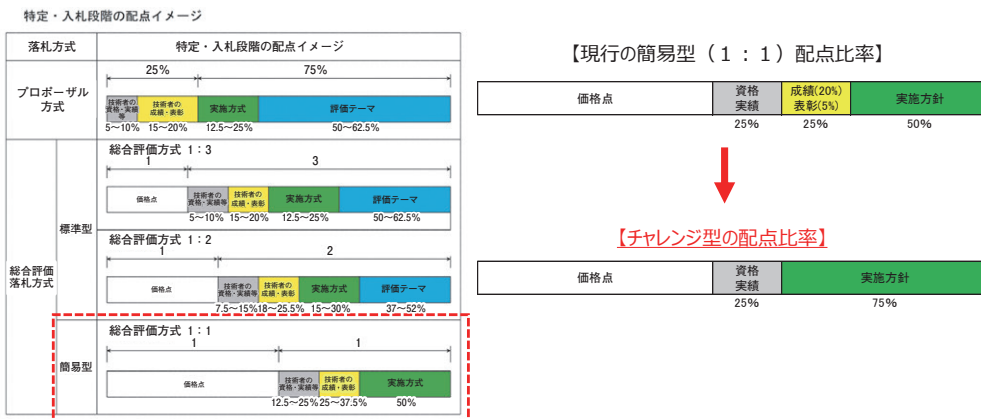 特定・入札段階の配点イメージ
落札方式
特定・入札段階の配点イメージ
プロポーザル
方式
25%
75%
技術者の
資格・実績
等
技術者の
成績・表彰
実施方式
評価テーマ
5～10%
15～20%
12.5～25%
50～62.5%
総合評価
落札方式
標準型
総合評価方式 1：3
1
3
価格点
技術者の
資格・実績等
技術者の
成績・表彰
実施方式
評価テーマ
5～10%
15～20%
12.5～25%
50～62.5%
総合評価方式 1：2
1
2
価格点
技術者の
資格・実績等
技術者の
成績・表彰
実施方式
評価テーマ
7.5～15%
18～25.5%
15～30%
37～52%
簡易型
総合評価方式 1：1
1
1
価格点
技術者の
資格・実績等
技術者の
成績・表彰
実施方式
12.5～25%
25～37.5%
50%
【現行の簡易型（１：１）配点比率】
価格点
資格
実績
成績(20%)
表彰(5%)
実施方針
25%
25%
50%
【チャレンジ型の配点比率】
価格点
資格
実績
実施方針
25%
75%